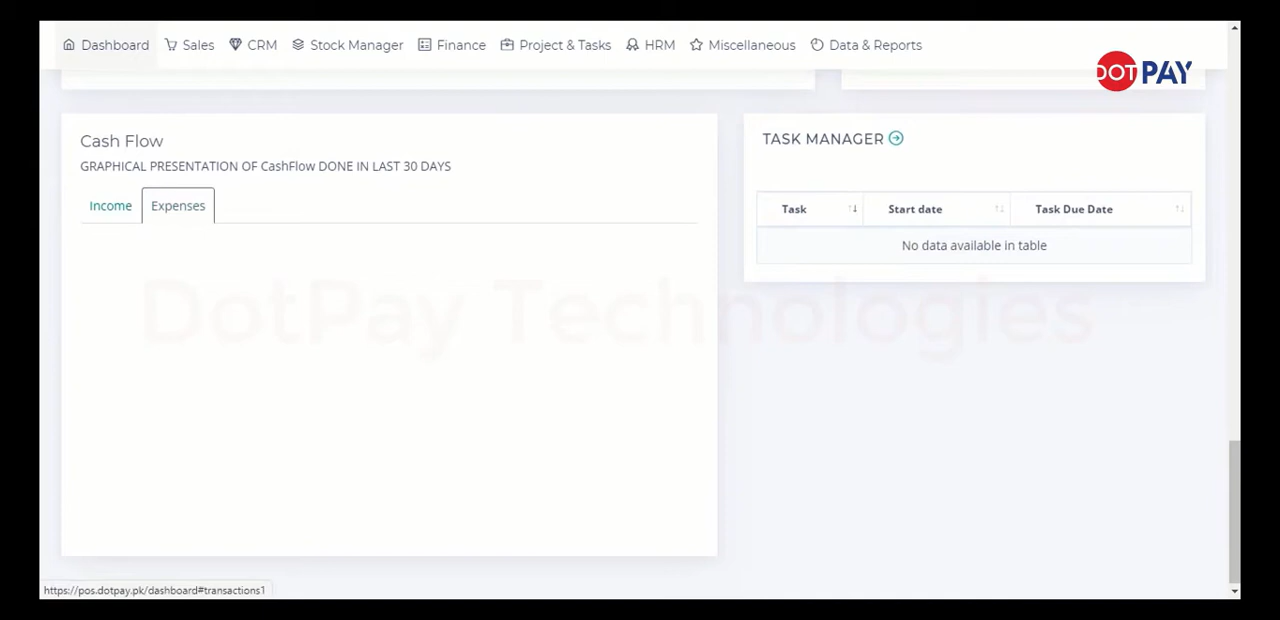 Dashboard Sales CRM Stock Manager Finance Project & Tasks HRM Miscellaneous Data & Reports
DOT PAY
Cash Flow
GRAPHICAL PRESENTATION OF CashFlow DONE IN LAST 30 DAYS
Income Expenses
TASK MANAGER
Task Start date Task Due Date
No data available in table
DotPay Technologies
https://pos.dotpay.pk/dashboard#transactions1